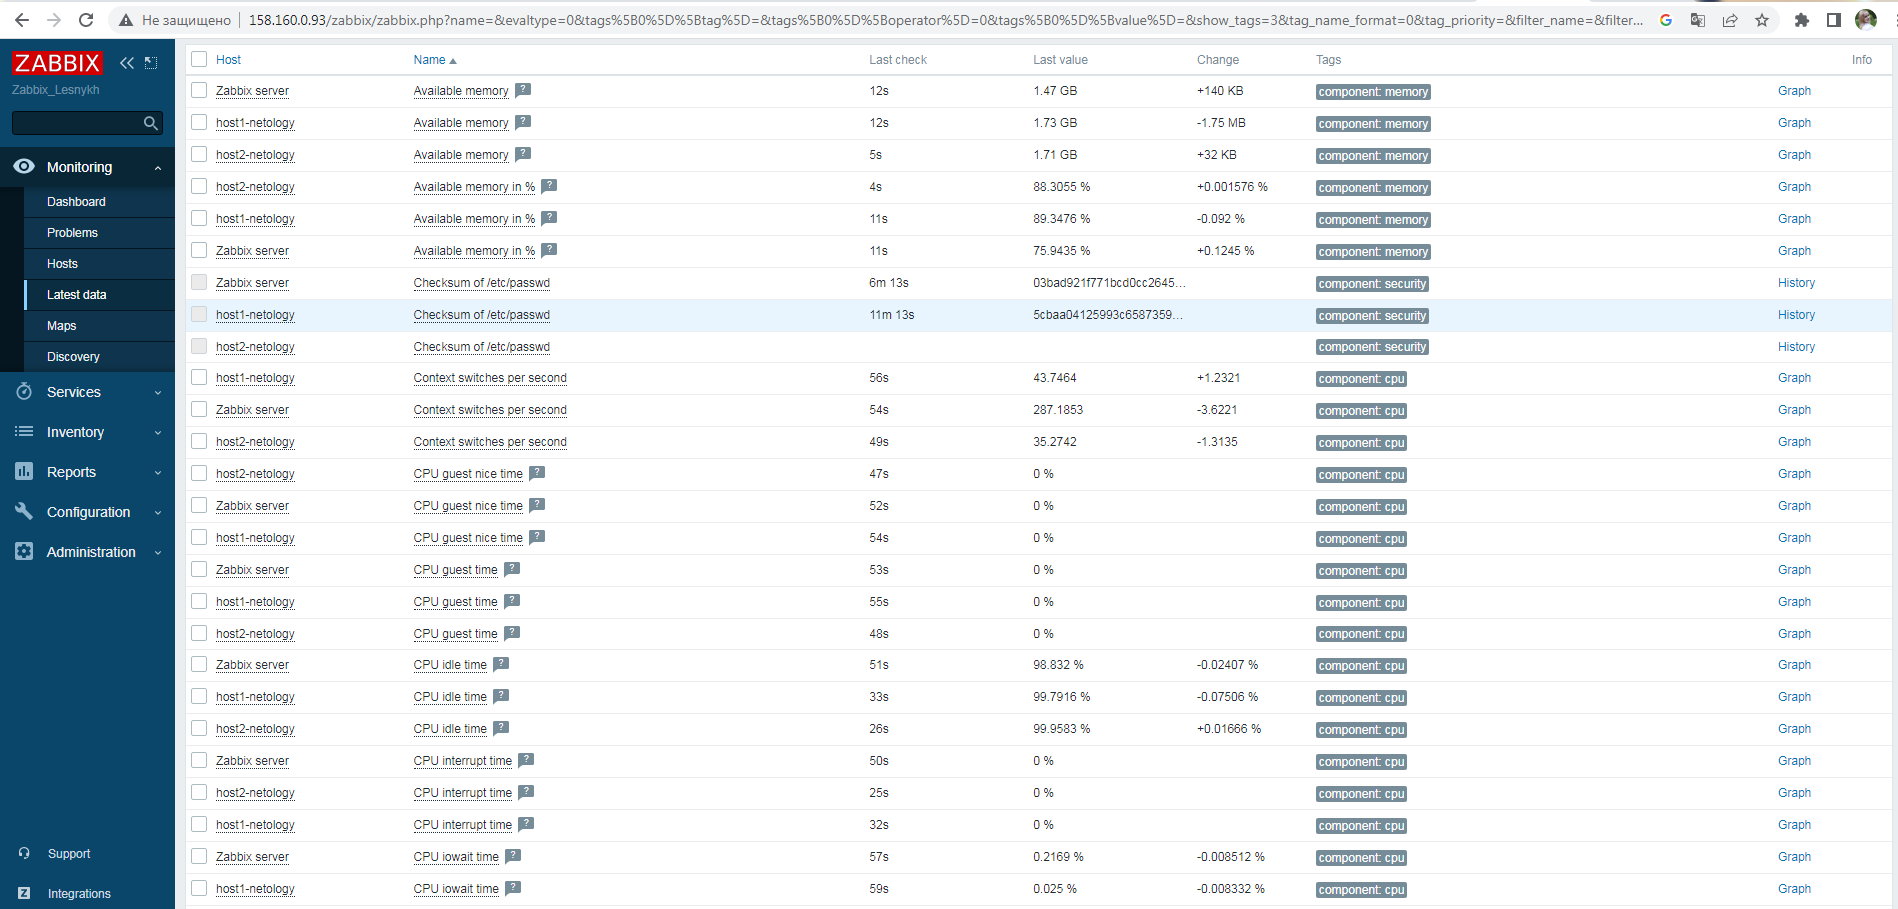 Не защищено 158.160.0.93/zabbix/zabbix.php?name=&evaltype=0&tags%5B0%5D%5Btag%5D=&tags%5B0%5D%5Boperator%5D=0&tags%5B0%5D%5Bvalue%5D=&show_tags=3&tag_name_format=0&tag_priority=&filter_name=&filter...
ZABBIX
Zabbix_Lesnykh
Monitoring
Dashboard
Problems
Hosts
Latest data
Maps
Discovery
Services
Inventory
Reports
Configuration
Administration
Support
Z Integrations
Host Name Last check Last value Change Tags Info
Zabbix server Available memory ? 12s 1.47 GB +140 KB component: memory Graph
host1-netology Available memory ? 12s 1.73 GB -1.75 MB component: memory Graph
host2-netology Available memory ? 5s 1.71 GB +32 KB component: memory Graph
host2-netology Available memory in % ? 4s 88.3055 % +0.001576 % component: memory Graph
host1-netology Available memory in % ? 11s 89.3476 % -0.092 % component: memory Graph
Zabbix server Available memory in % ? 11s 75.9435 % +0.1245 % component: memory Graph
Zabbix server Checksum of /etc/passwd 6m 13s 03bad921f771bcd0cc2645... component: security History
host1-netology Checksum of /etc/passwd 11m 13s 5cbaa04125993c6587359... component: security History
host2-netology Checksum of /etc/passwd component: security History
host1-netology Context switches per second 56s 43.7464 +1.2321 component: cpu Graph
Zabbix server Context switches per second 54s 287.1853 -3.6221 component: cpu Graph
host2-netology Context switches per second 49s 35.2742 -1.3135 component: cpu Graph
host2-netology CPU guest nice time ? 47s 0 % component: cpu Graph
Zabbix server CPU guest nice time ? 52s 0 % component: cpu Graph
host1-netology CPU guest nice time ? 54s 0 % component: cpu Graph
Zabbix server CPU guest time ? 53s 0 % component: cpu Graph
host1-netology CPU guest time ? 55s 0 % component: cpu Graph
host2-netology CPU guest time ? 48s 0 % component: cpu Graph
Zabbix server CPU idle time ? 51s 98.832 % -0.02407 % component: cpu Graph
host1-netology CPU idle time ? 33s 99.7916 % -0.07506 % component: cpu Graph
host2-netology CPU idle time ? 26s 99.9583 % +0.01666 % component: cpu Graph
Zabbix server CPU interrupt time ? 50s 0 % component: cpu Graph
host2-netology CPU interrupt time ? 25s 0 % component: cpu Graph
host1-netology CPU interrupt time ? 32s 0 % component: cpu Graph
Zabbix server CPU iowait time ? 57s 0.2169 % -0.008512 % component: cpu Graph
host1-netology CPU iowait time ? 59s 0.025 % -0.008332 % component: cpu Graph